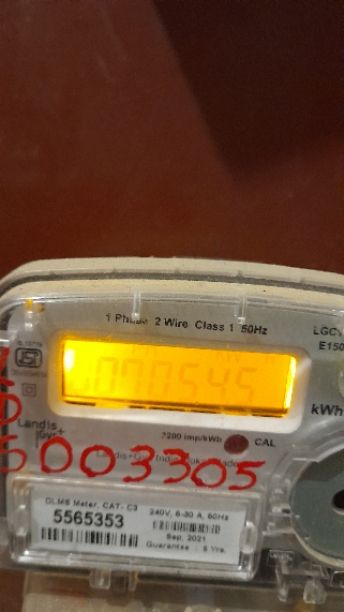 1 Phase 2 Wire Class 1 50Hz
E150
kWh
Landis
Gyr+
3200 imp/kWh
CAL
5003305
DLMS Meter, CAT- C3
5565353
240V, 5-30 A, 50Hz
Sep, 2021
Guarantee : 5 Yrs.